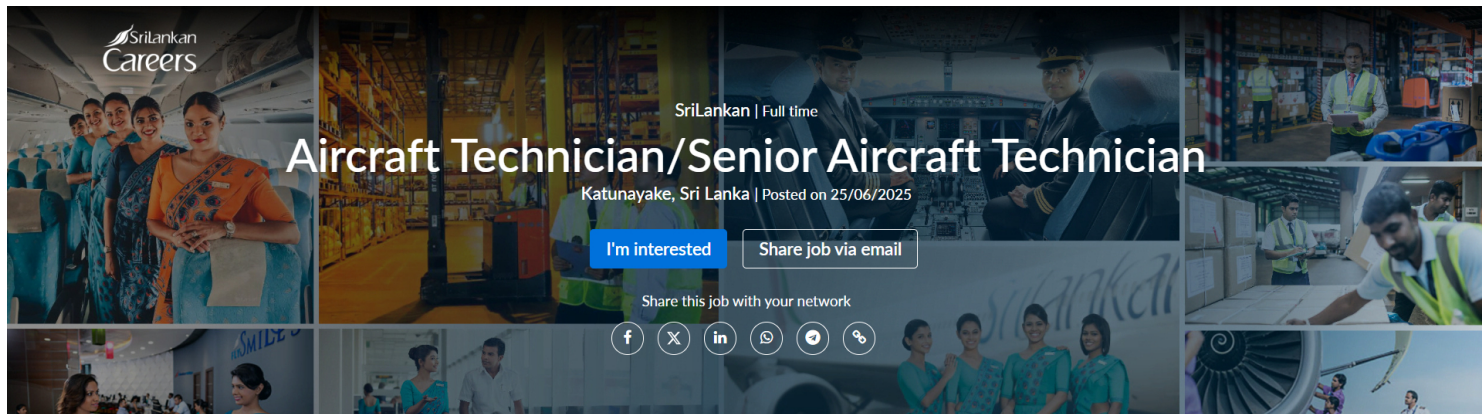 SriLankan
Careers
SriLankan | Full time
Aircraft Technician/Senior Aircraft Technician
Katunayake, Sri Lanka | Posted on 25/06/2025
I'm interested
Share job via email
Share this job with your network
SriLankan
SMILES